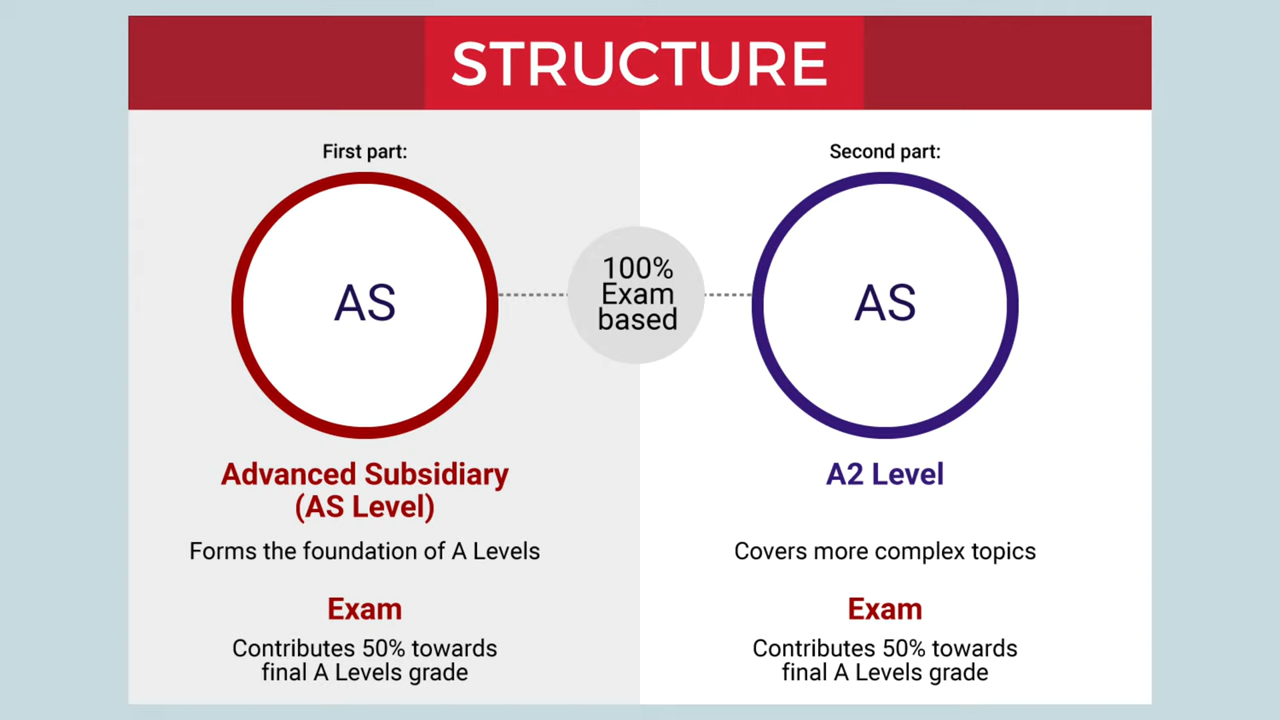 STRUCTURE
First part:
AS
Advanced Subsidiary
(AS Level)
Forms the foundation of A Levels
Exam
Contributes 50% towards
final A Levels grade
100%
Exam
based
Second part:
AS
A2 Level
Covers more complex topics
Exam
Contributes 50% towards
final A Levels grade